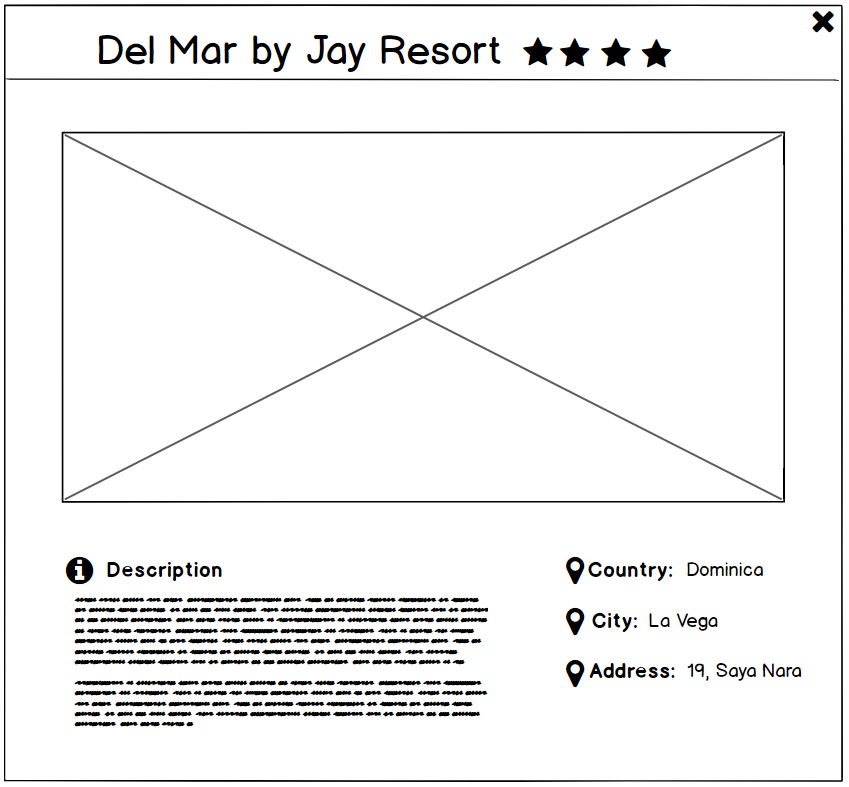 Del Mar by Jay Resort
Description
Country: Dominica
City: La Vega
Address: 19, Saya Nara